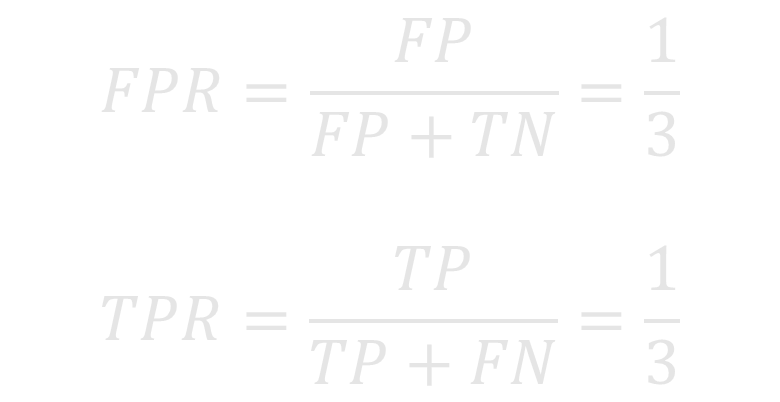 FPR = FP / (FP + TN) = 1/3
TPR = TP / (TP + FN) = 1/3